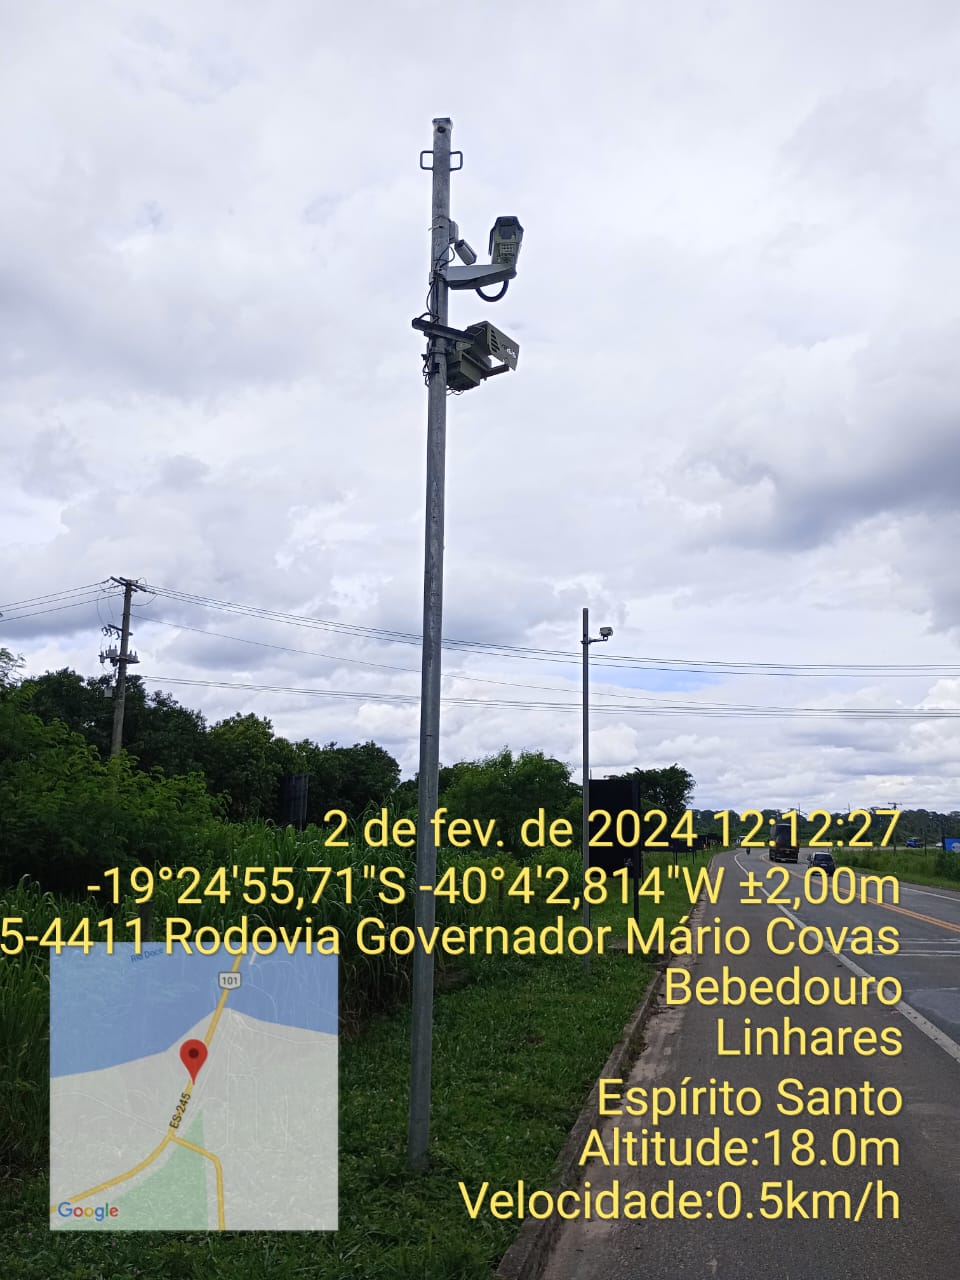 2 de fev. de 2024 12:12:27
-19°24'55,71"S -40°4'2,814"W ±2,00m
5-4411 Rodovia Governador Mário Covas
Bebedouro
Linhares
Espírito Santo
Altitude:18.0m
Velocidade:0.5km/h
Rio Doce
101
ES-245
Google